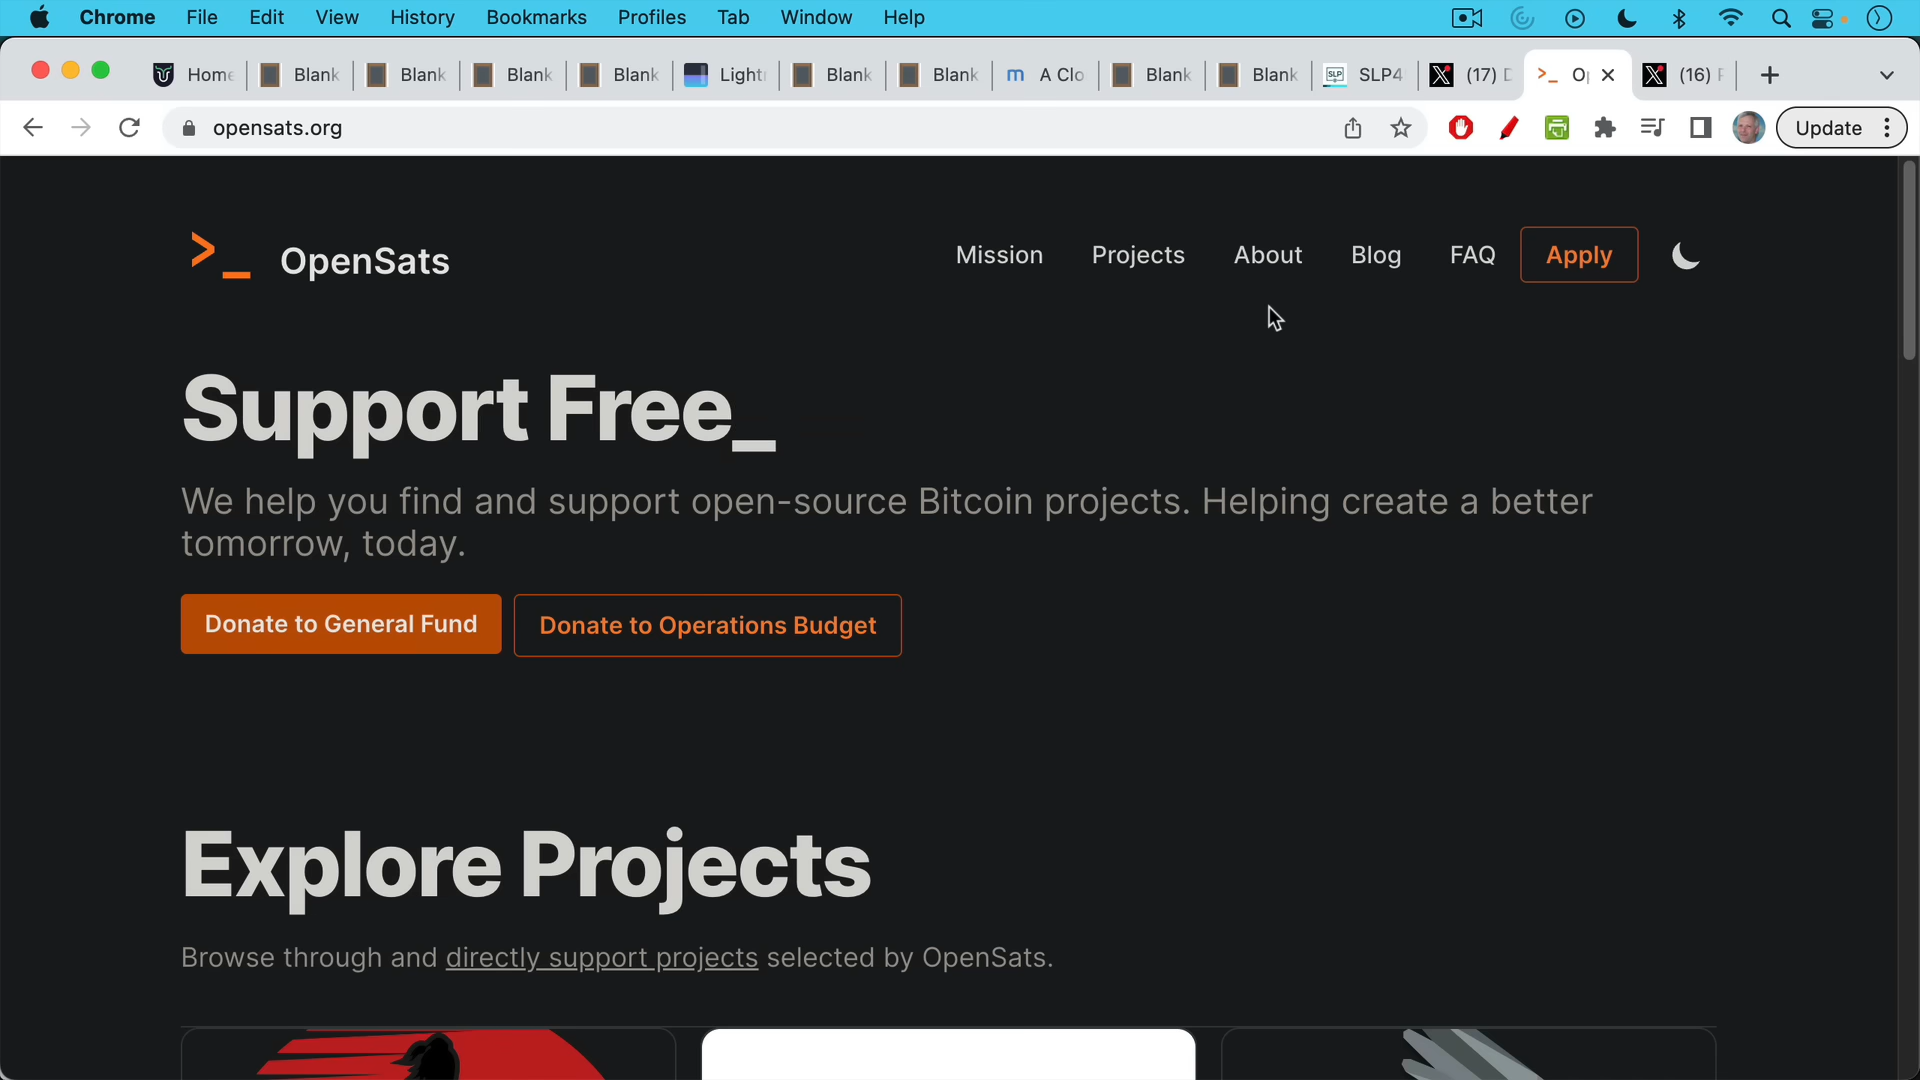 Chrome File Edit View History Bookmarks Profiles Tab Window Help
Home Blank Blank Blank Blank Light Blank Blank A Clo Blank Blank SLP4 (17) (16)
opensats.org Update
>_ OpenSats Mission Projects About Blog FAQ Apply
Support Free_
We help you find and support open-source Bitcoin projects. Helping create a better
tomorrow, today.
Donate to General Fund Donate to Operations Budget
Explore Projects
Browse through and directly support projects selected by OpenSats.